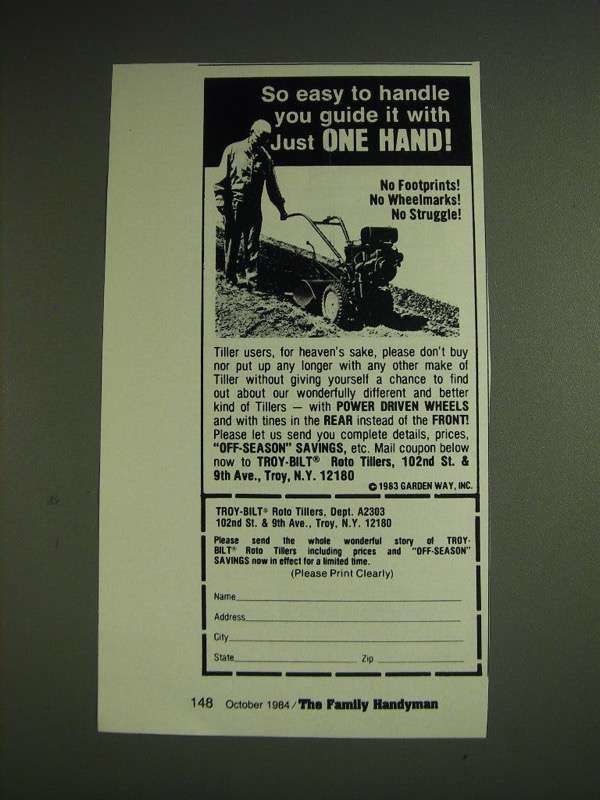 So easy to handle
you guide it with
Just ONE HAND!
No Footprints!
No Wheelmarks!
No Struggle!
Tiller users, for heaven's sake, please don't buy
nor put up any longer with any other make of
Tiller without giving yourself a chance to find
out about our wonderfully different and better
kind of Tillers — with POWER DRIVEN WHEELS
and with tines in the REAR instead of the FRONT!
Please let us send you complete details, prices,
"OFF-SEASON" SAVINGS, etc. Mail coupon below
now to TROY-BILT® Roto Tillers, 102nd St. &
9th Ave., Troy, N.Y. 12180
© 1983 GARDEN WAY, INC.
TROY-BILT® Roto Tillers, Dept. A2303
102nd St. & 9th Ave., Troy, N.Y. 12180
Please send the whole wonderful story of TROY-
BILT® Roto Tillers including prices and "OFF-SEASON"
SAVINGS now in effect for a limited time.
(Please Print Clearly)
Name
Address
City
State Zip
148 October 1984/The Family Handyman